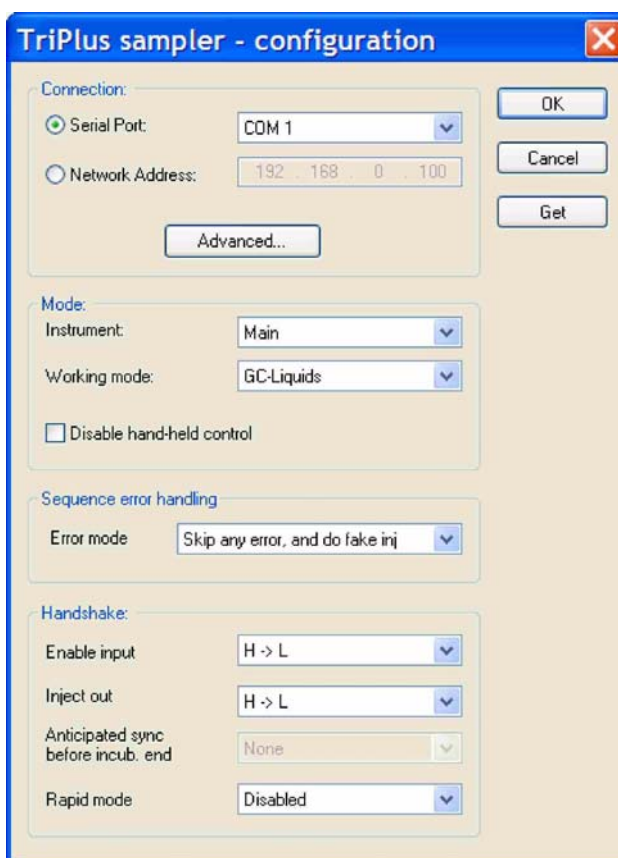 TriPlus sampler - configuration
Connection:
Serial Port:
COM 1
Network Address:
192 . 168 . 0 . 100
Advanced...
OK
Cancel
Get
Mode:
Instrument:
Main
Working mode:
GC-Liquids
Disable hand-held control
Sequence error handling
Error mode
Skip any error, and do fake inj
Handshake:
Enable input
H -> L
Inject out
H -> L
Anticipated sync
before incub. end
None
Rapid mode
Disabled